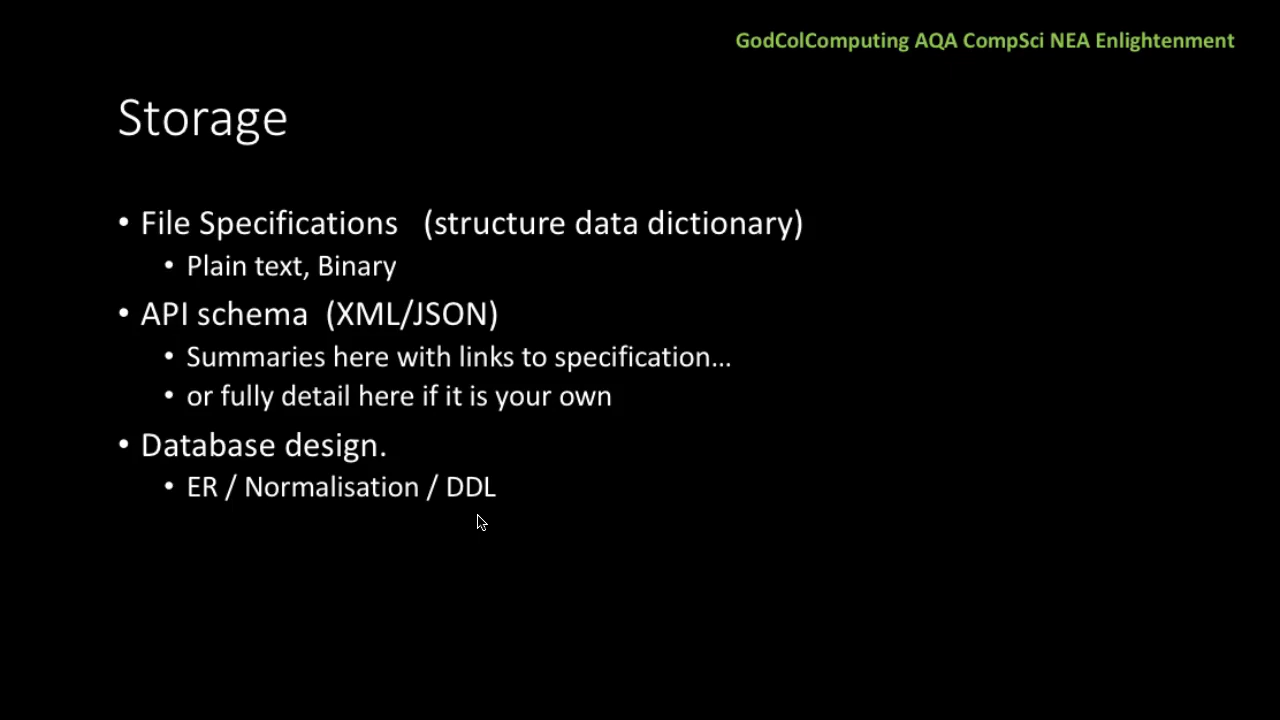 GodColComputing AQA CompSci NEA Enlightenment
Storage
• File Specifications (structure data dictionary)
• Plain text, Binary
• API schema (XML/JSON)
• Summaries here with links to specification...
• or fully detail here if it is your own
• Database design.
• ER / Normalisation / DDL